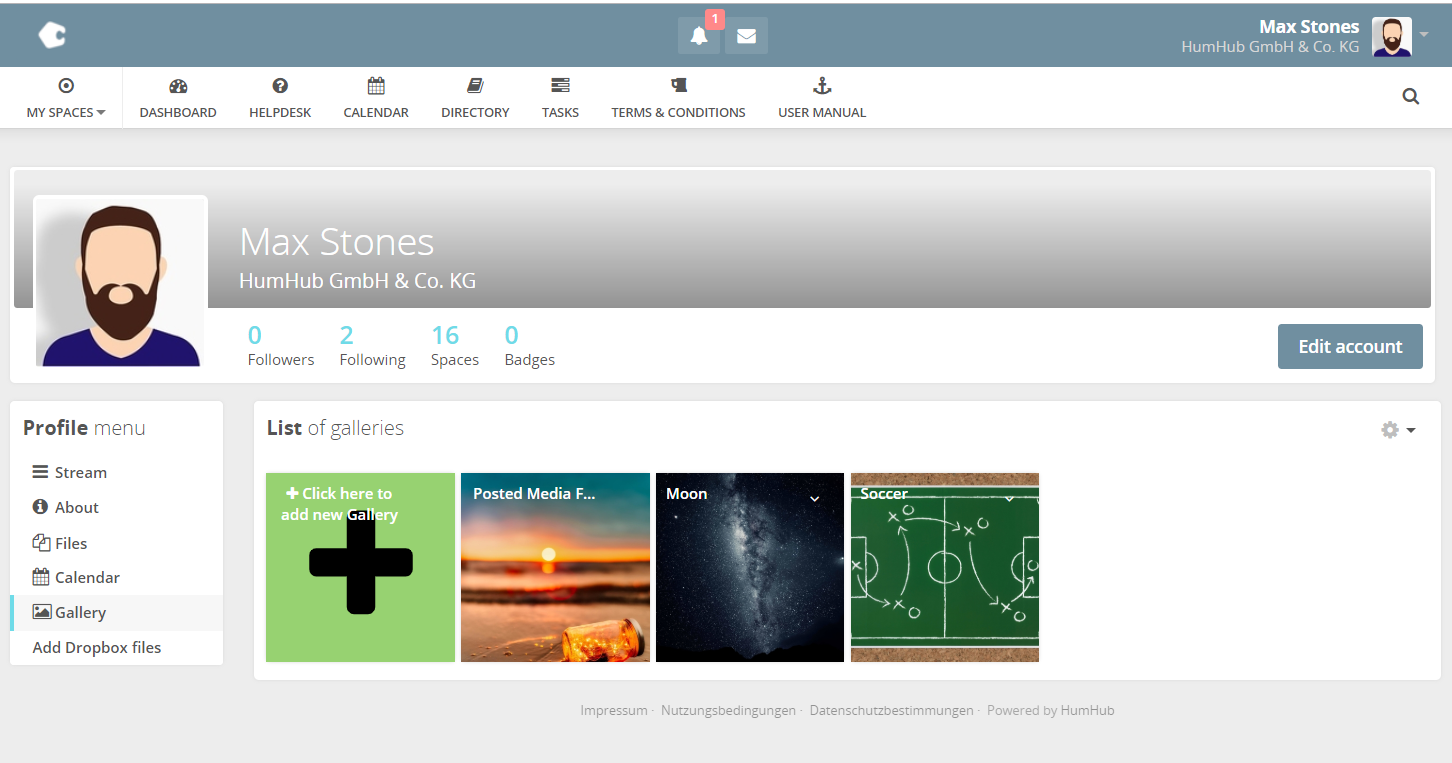 1
Max Stones
HumHub GmbH & Co. KG
MY SPACES
DASHBOARD
HELPDESK
CALENDAR
DIRECTORY
TASKS
TERMS & CONDITIONS
USER MANUAL
Max Stones
HumHub GmbH & Co. KG
0
Followers
2
Following
16
Spaces
0
Badges
Edit account
Profile menu
Stream
About
Files
Calendar
Gallery
Add Dropbox files
List of galleries
Click here to
add new Gallery
Posted Media F...
Moon
Soccer
Impressum · Nutzungsbedingungen · Datenschutzbestimmungen · Powered by HumHub